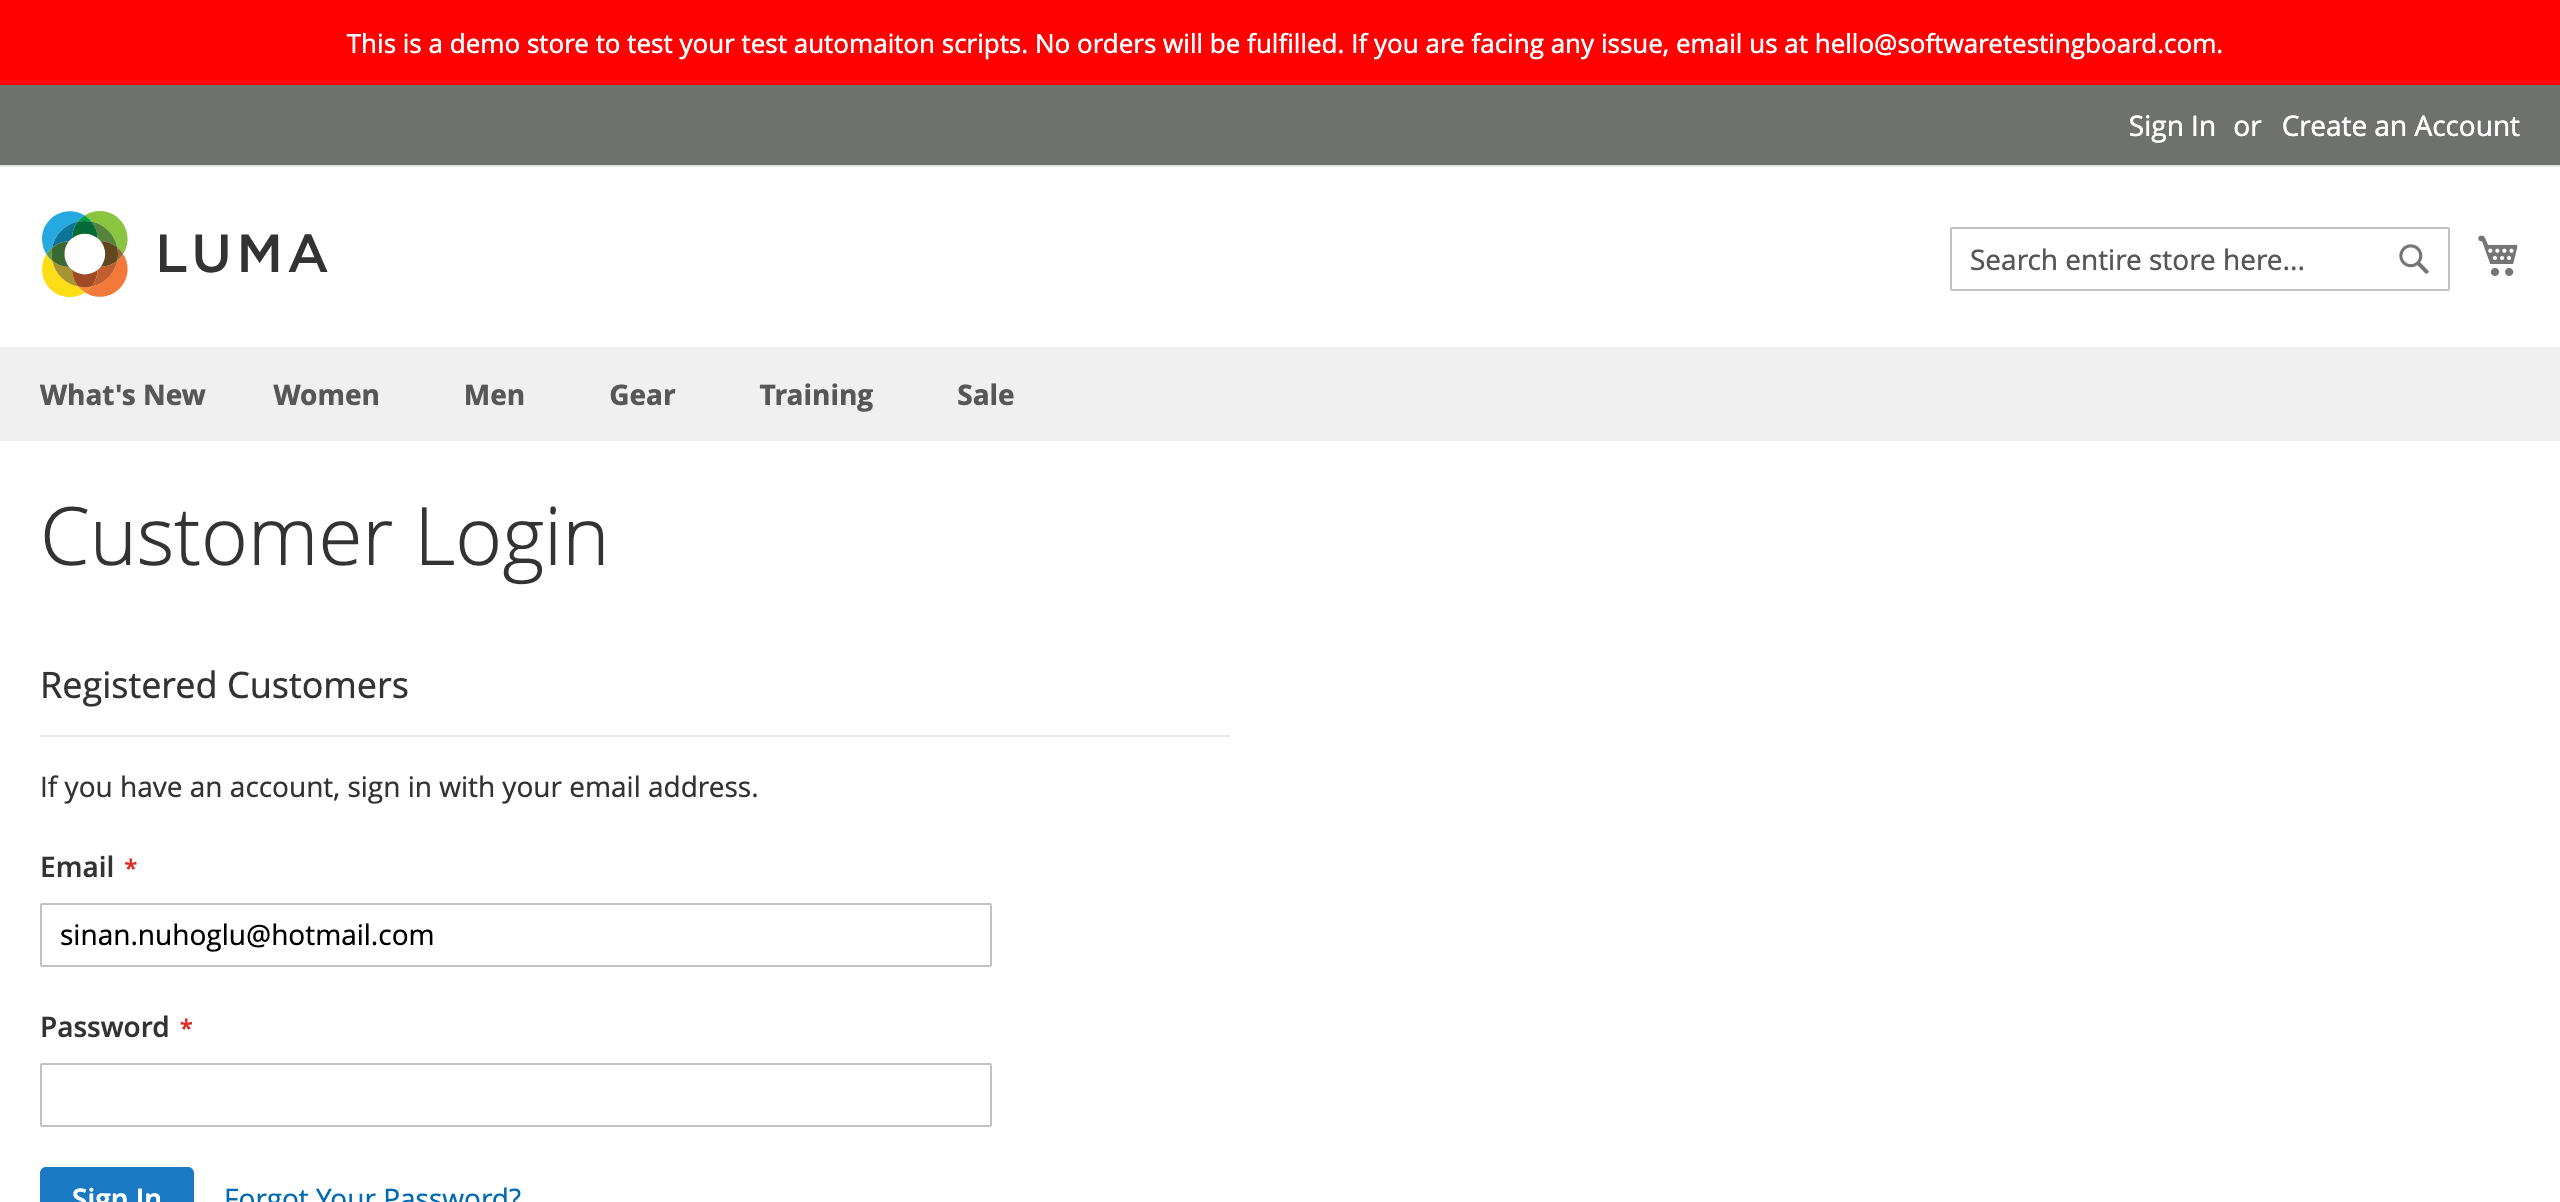 This is a demo store to test your test automaiton scripts. No orders will be fulfilled. If you are facing any issue, email us at hello@softwaretestingboard.com.
Sign In or Create an Account
LUMA
Search entire store here...
What's New Women Men Gear Training Sale
Customer Login
Registered Customers
If you have an account, sign in with your email address.
Email *
sinan.nuhoglu@hotmail.com
Password *
Sign In Forgot Your Password?